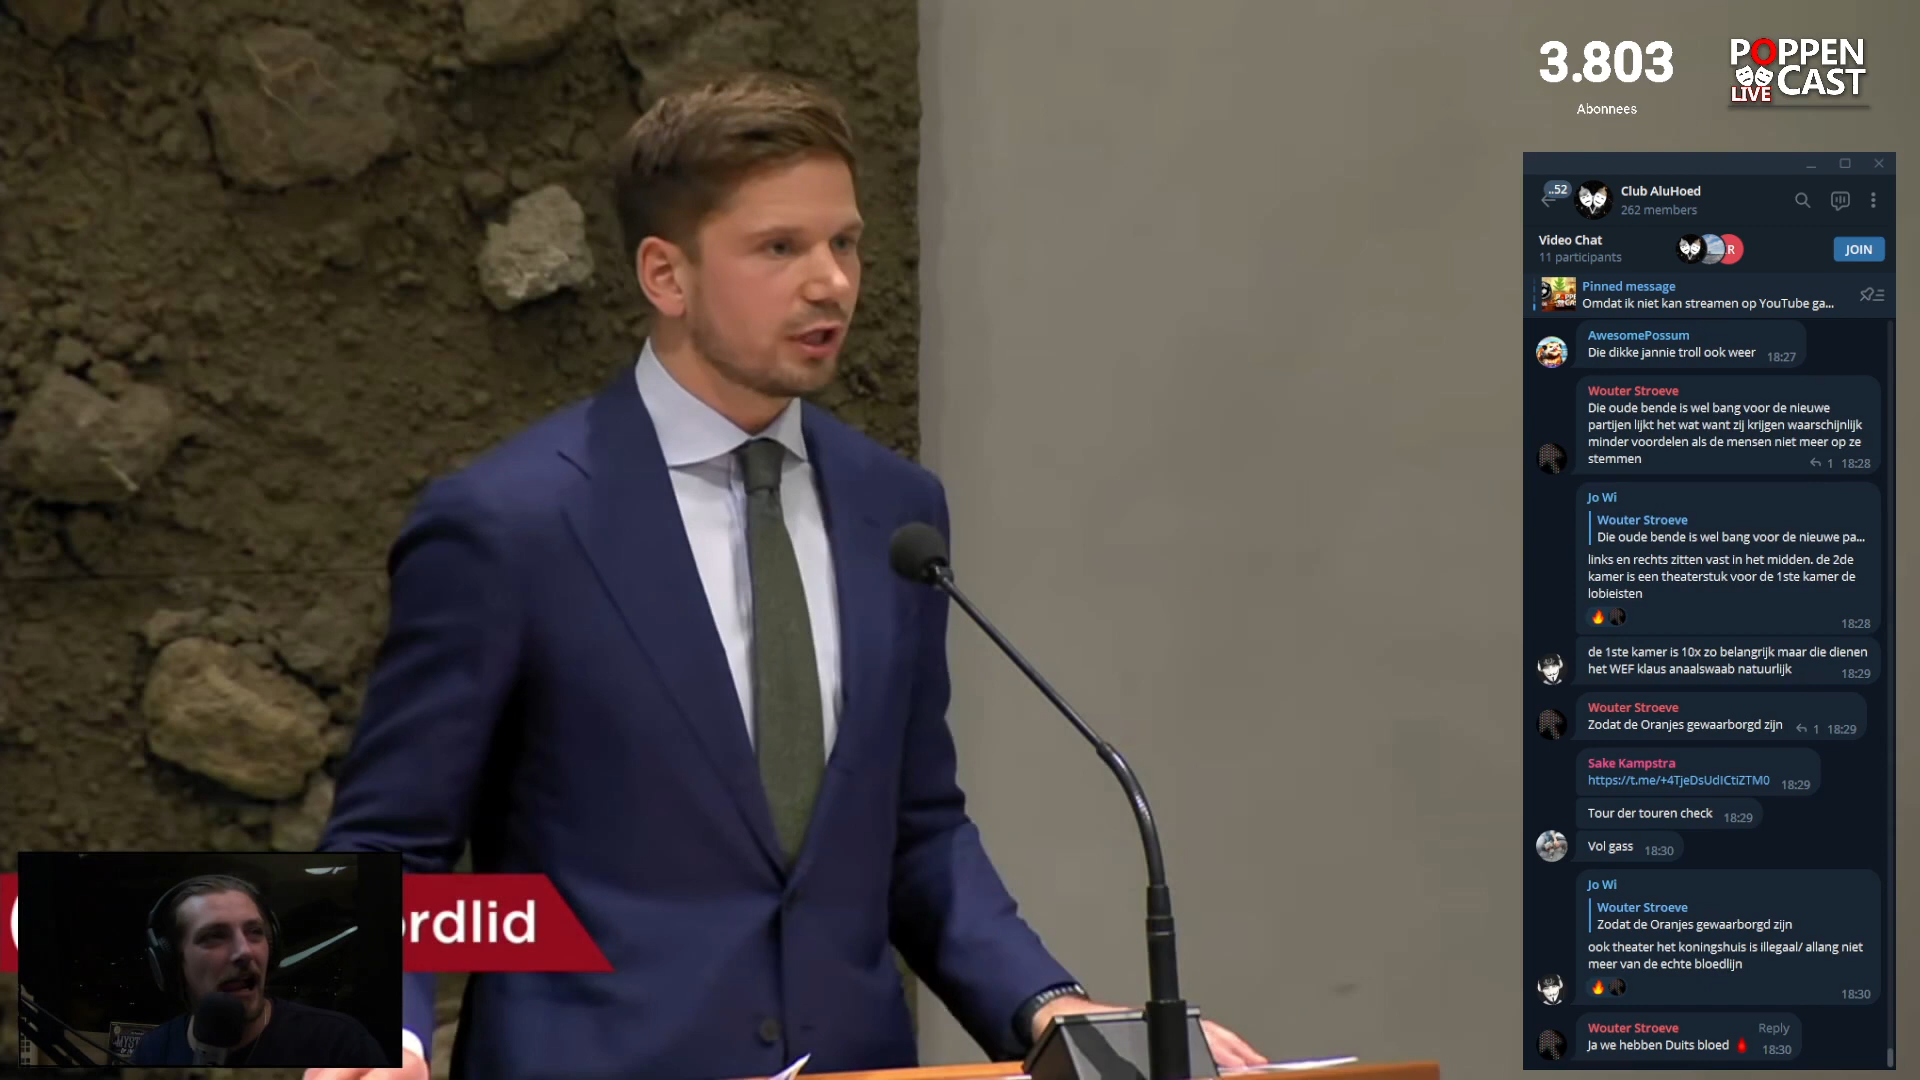 3.803
Abonnees
POPPEN
LIVE CAST
..52
Club AluHoed
262 members
Video Chat
11 participants
R
JOIN
Pinned message
Omdat ik niet kan streamen op YouTube ga...
AwesomePossum
Die dikke jannie troll ook weer 18:27
Wouter Stroeve
Die oude bende is wel bang voor de nieuwe
partijen lijkt het wat want zij krijgen waarschijnlijk
minder voordelen als de mensen niet meer op ze
stemmen 1 18:28
Jo Wi
Wouter Stroeve
Die oude bende is wel bang voor de nieuwe pa...
links en rechts zitten vast in het midden. de 2de
kamer is een theaterstuk voor de 1ste kamer de
lobieisten
18:28
de 1ste kamer is 10x zo belangrijk maar die dienen
het WEF klaus anaalswaab natuurlijk 18:29
Wouter Stroeve
Zodat de Oranjes gewaarborgd zijn 1 18:29
Sake Kampstra
https://t.me/+4TjeDsUdICtiZTM0 18:29
Tour der touren check 18:29
Vol gass 18:30
Jo Wi
Wouter Stroeve
Zodat de Oranjes gewaarborgd zijn
ook theater het koningshuis is illegaal/ allang niet
meer van de echte bloedlijn
18:30
Wouter Stroeve Reply
Ja we hebben Duits bloed 18:30
rdlid
MYST